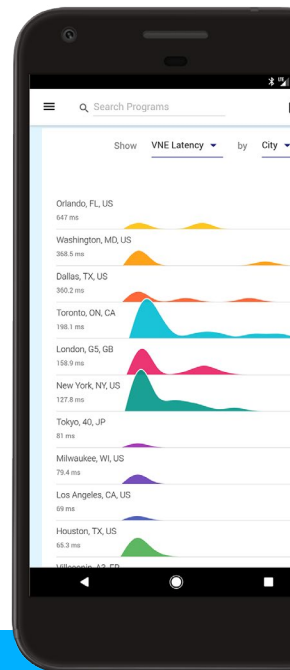 Search Programs
Show VNE Latency by City
Orlando, FL, US
647 ms
Washington, MD, US
368.5 ms
Dallas, TX, US
360.2 ms
Toronto, ON, CA
198.1 ms
London, G5, GB
158.9 ms
New York, NY, US
127.8 ms
Tokyo, 40, JP
81 ms
Milwaukee, WI, US
79.4 ms
Los Angeles, CA, US
69 ms
Houston, TX, US
65.3 ms